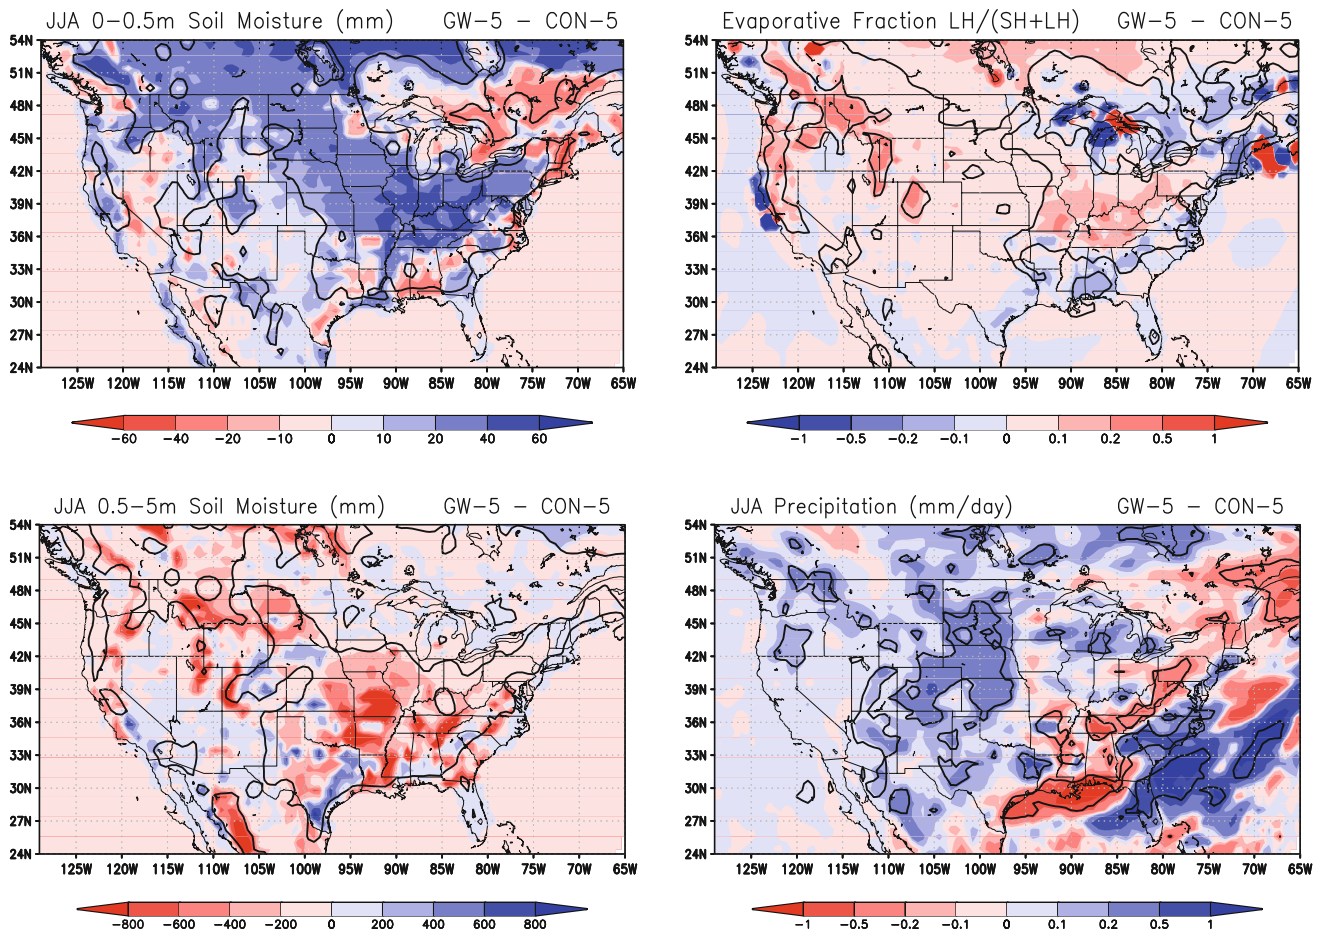 JJA 0−0.5m Soil Moisture (mm) GW−5 − CON−5
54N
51N
48N
45N
42N
39N
36N
33N
30N
27N
24N
125W 120W 115W 110W 105W 100W 95W 90W 85W 80W 75W 70W 65W
−60 −40 −20 −10 0 10 20 40 60
Evaporative Fraction LH/(SH+LH) GW−5 − CON−5
54N
51N
48N
45N
42N
39N
36N
33N
30N
27N
24N
125W 120W 115W 110W 105W 100W 95W 90W 85W 80W 75W 70W 65W
−1 −0.5 −0.2 −0.1 0 0.1 0.2 0.5 1
JJA 0.5−5m Soil Moisture (mm) GW−5 − CON−5
54N
51N
48N
45N
42N
39N
36N
33N
30N
27N
24N
125W 120W 115W 110W 105W 100W 95W 90W 85W 80W 75W 70W 65W
−800 −600 −400 −200 0 200 400 600 800
JJA Precipitation (mm/day) GW−5 − CON−5
54N
51N
48N
45N
42N
39N
36N
33N
30N
27N
24N
125W 120W 115W 110W 105W 100W 95W 90W 85W 80W 75W 70W 65W
−1 −0.5 −0.2 −0.1 0 0.1 0.2 0.5 1